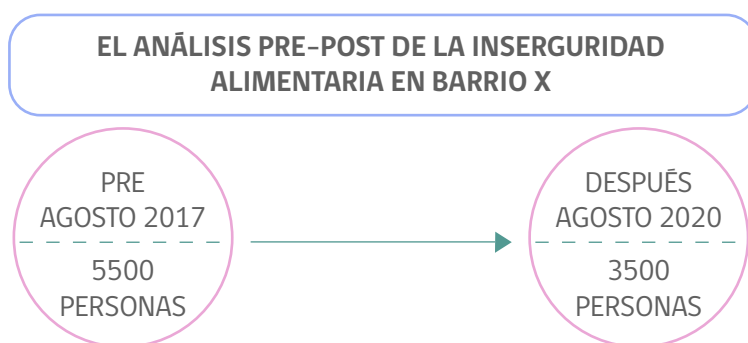 EL ANÁLISIS PRE-POST DE LA INSERGURIDAD
ALIMENTARIA EN BARRIO X
PRE
AGOSTO 2017
5500
PERSONAS
DESPUÉS
AGOSTO 2020
3500
PERSONAS